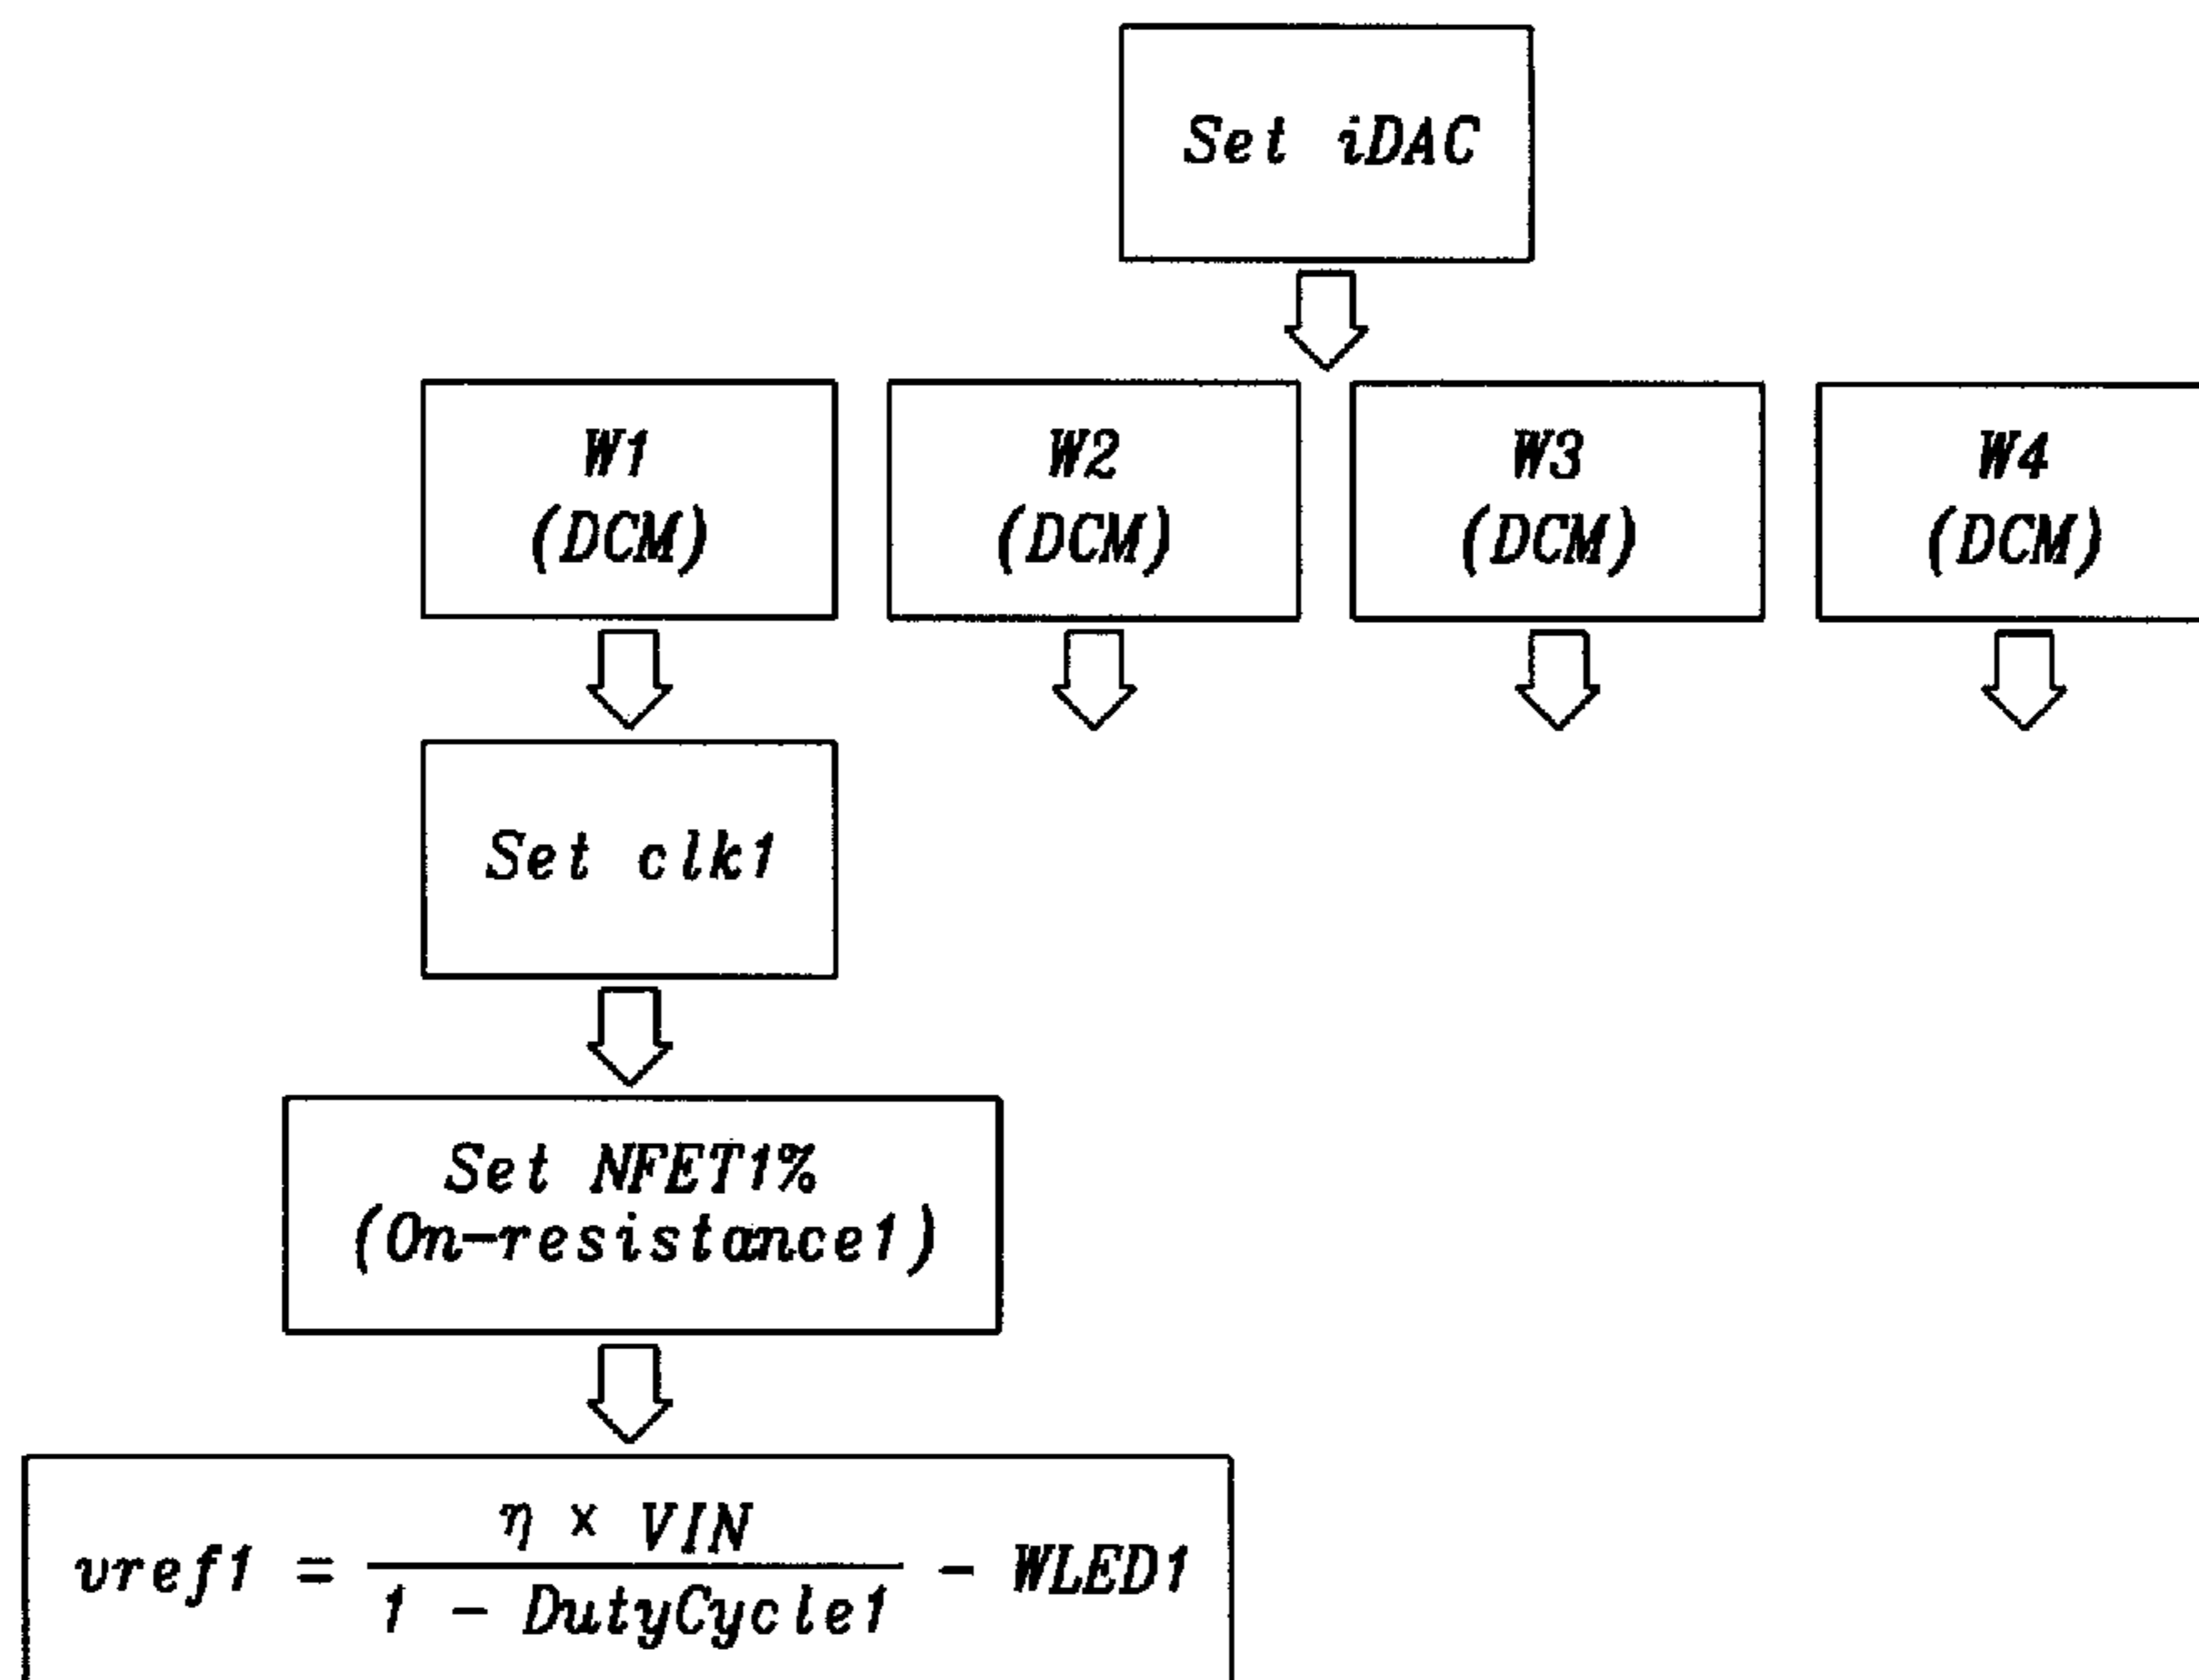 Set iDAC
W1
(DCM)
W2
(DCM)
W3
(DCM)
W4
(DCM)
Set clk1
Set NFET1%
(On-resistance1)
vref1 = η × VIN / 1 - DutyCycle1 - WLED1